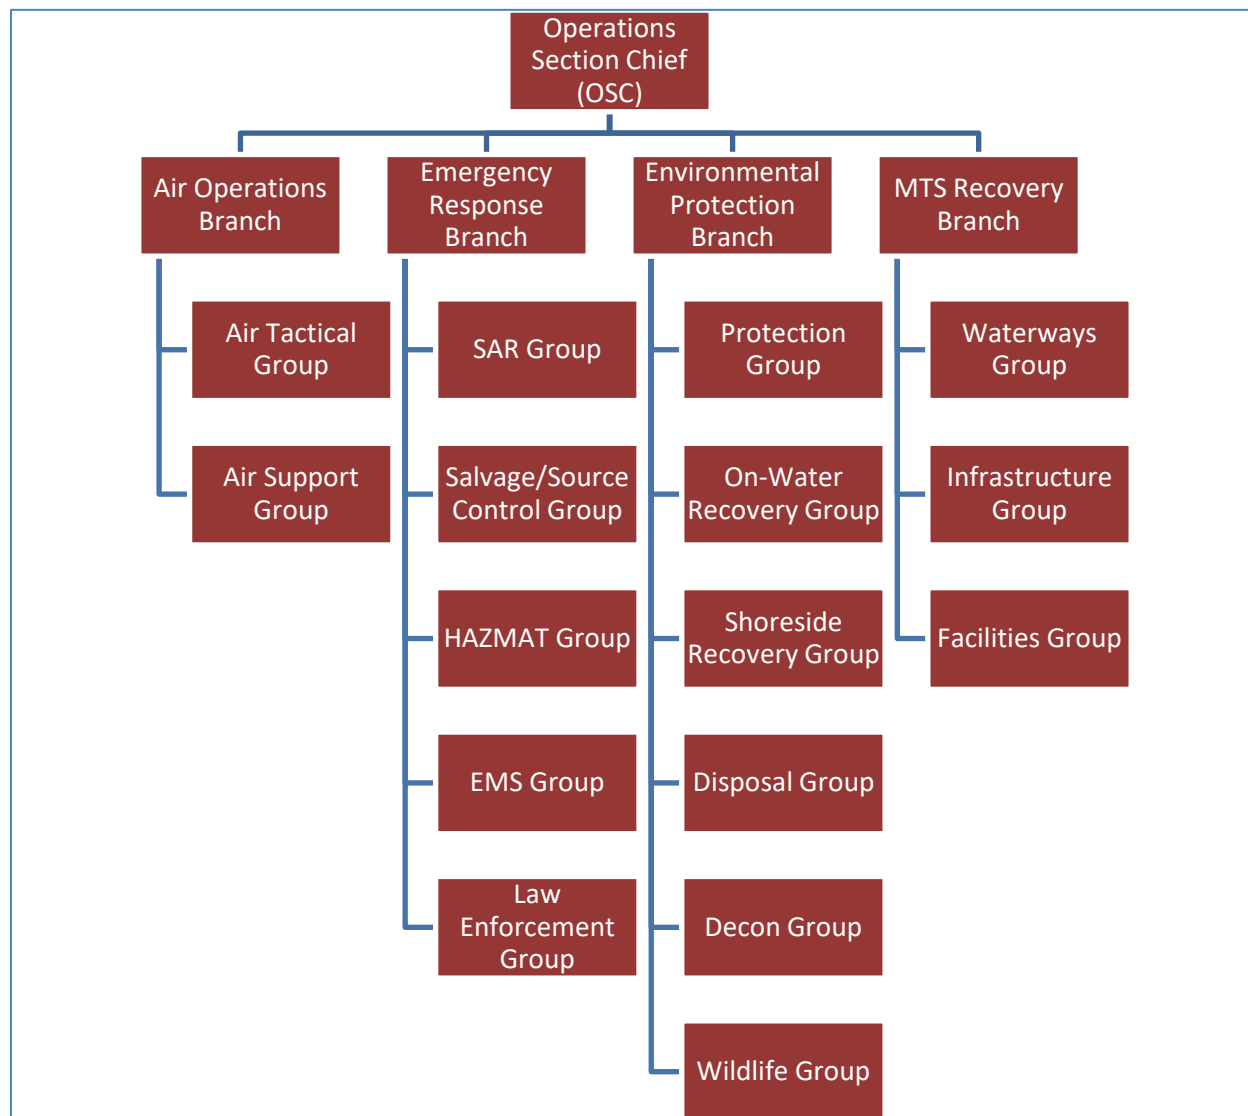 Operations
Section Chief
(OSC)
Air Operations
Branch
Emergency
Response
Branch
Environmental
Protection
Branch
MTS Recovery
Branch
Air Tactical
Group
Air Support
Group
SAR Group
Salvage/Source
Control Group
HAZMAT Group
EMS Group
Law
Enforcement
Group
Protection
Group
On-Water
Recovery Group
Shoreside
Recovery Group
Disposal Group
Decon Group
Wildlife Group
Waterways
Group
Infrastructure
Group
Facilities Group